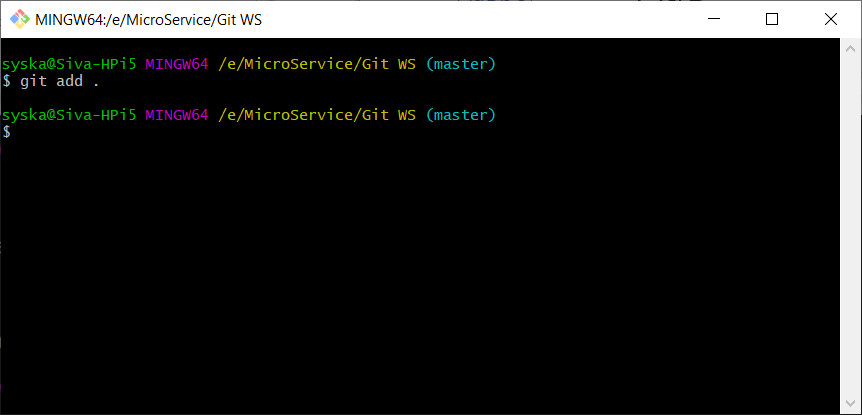 MINGW64:/e/MicroService/Git WS
syska@Siva-HPi5 MINGW64 /e/MicroService/Git WS (master)
$ git add .
syska@Siva-HPi5 MINGW64 /e/MicroService/Git WS (master)
$